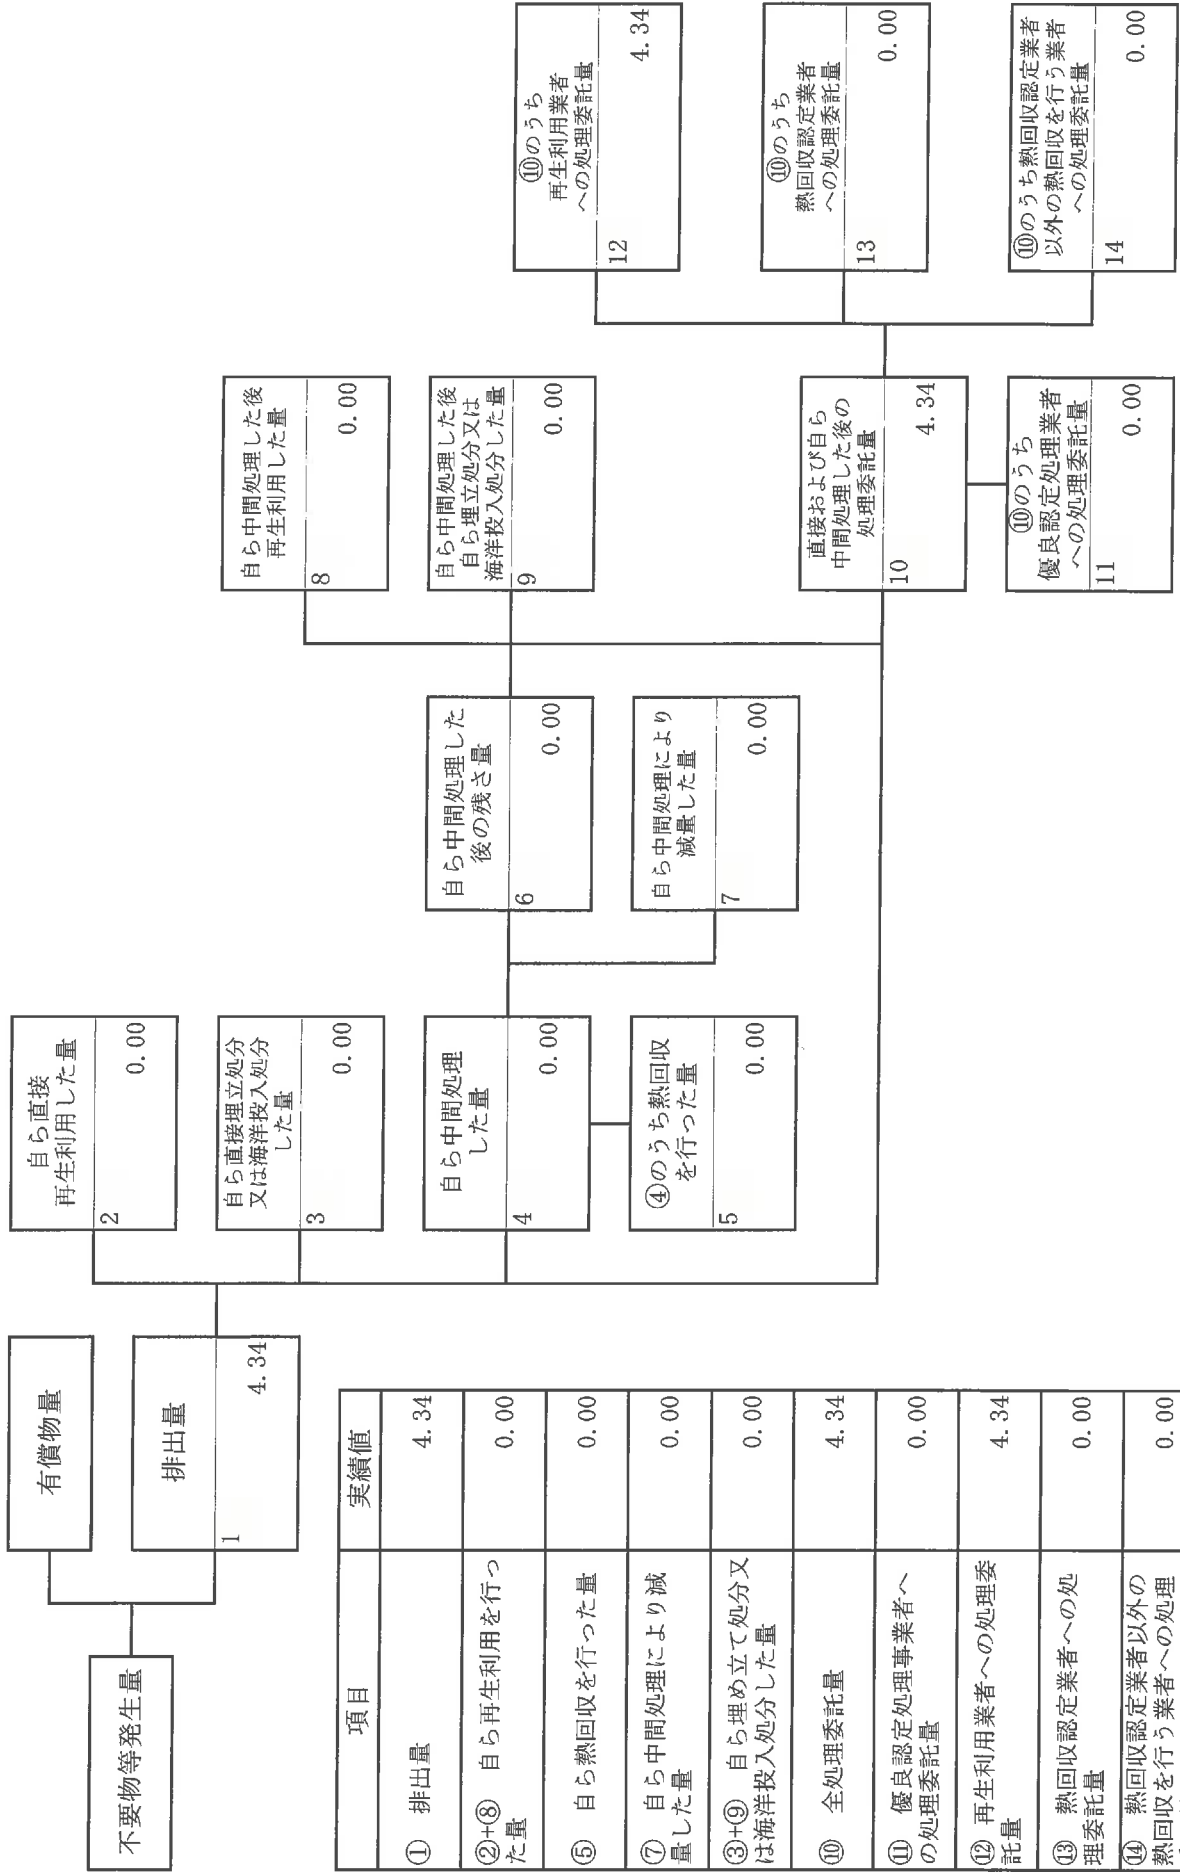 不要物等発生量
有償物量
排出量
1
4.34
自ら直接
再生利用した量
2
0.00
自ら直接埋立処分
又は海洋投入処分
した量
3
0.00
自ら中間処理
した量
4
0.00
④のうち熱回収
を行った量
5
0.00
自ら中間処理した
後の残さ量
6
0.00
自ら中間処理により
減量した量
7
0.00
自ら中間処理した後
再生利用した量
8
0.00
自ら中間処理した後
自ら埋立処分又は
海洋投入処分した量
9
0.00
直接および自ら
中間処理した後の
処理委託量
10
4.34
⑩のうち
優良認定処理業者
への処理委託量
11
0.00
⑩のうち
再生利用業者
への処理委託量
12
4.34
⑩のうち
熱回収認定業者
への処理委託量
13
0.00
⑩のうち熱回収認定業者
以外の熱回収を行う業者
への処理委託量
14
0.00
項目 実績値
① 排出量 4.34
②+⑧ 自ら再生利用を行っ
た量 0.00
⑤ 自ら熱回収を行った量 0.00
⑦ 自ら中間処理により減
量した量 0.00
③+⑨ 自ら埋め立て処分又
は海洋投入処分した量 0.00
⑩ 全処理委託量 4.34
⑪ 優良認定処理事業者へ
の処理委託量 0.00
⑫ 再生利用業者への処理委
託量 4.34
⑬ 熱回収認定業者への処
理委託量 0.00
⑭ 熱回収認定業者以外の
熱回収を行う業者への処理 0.00